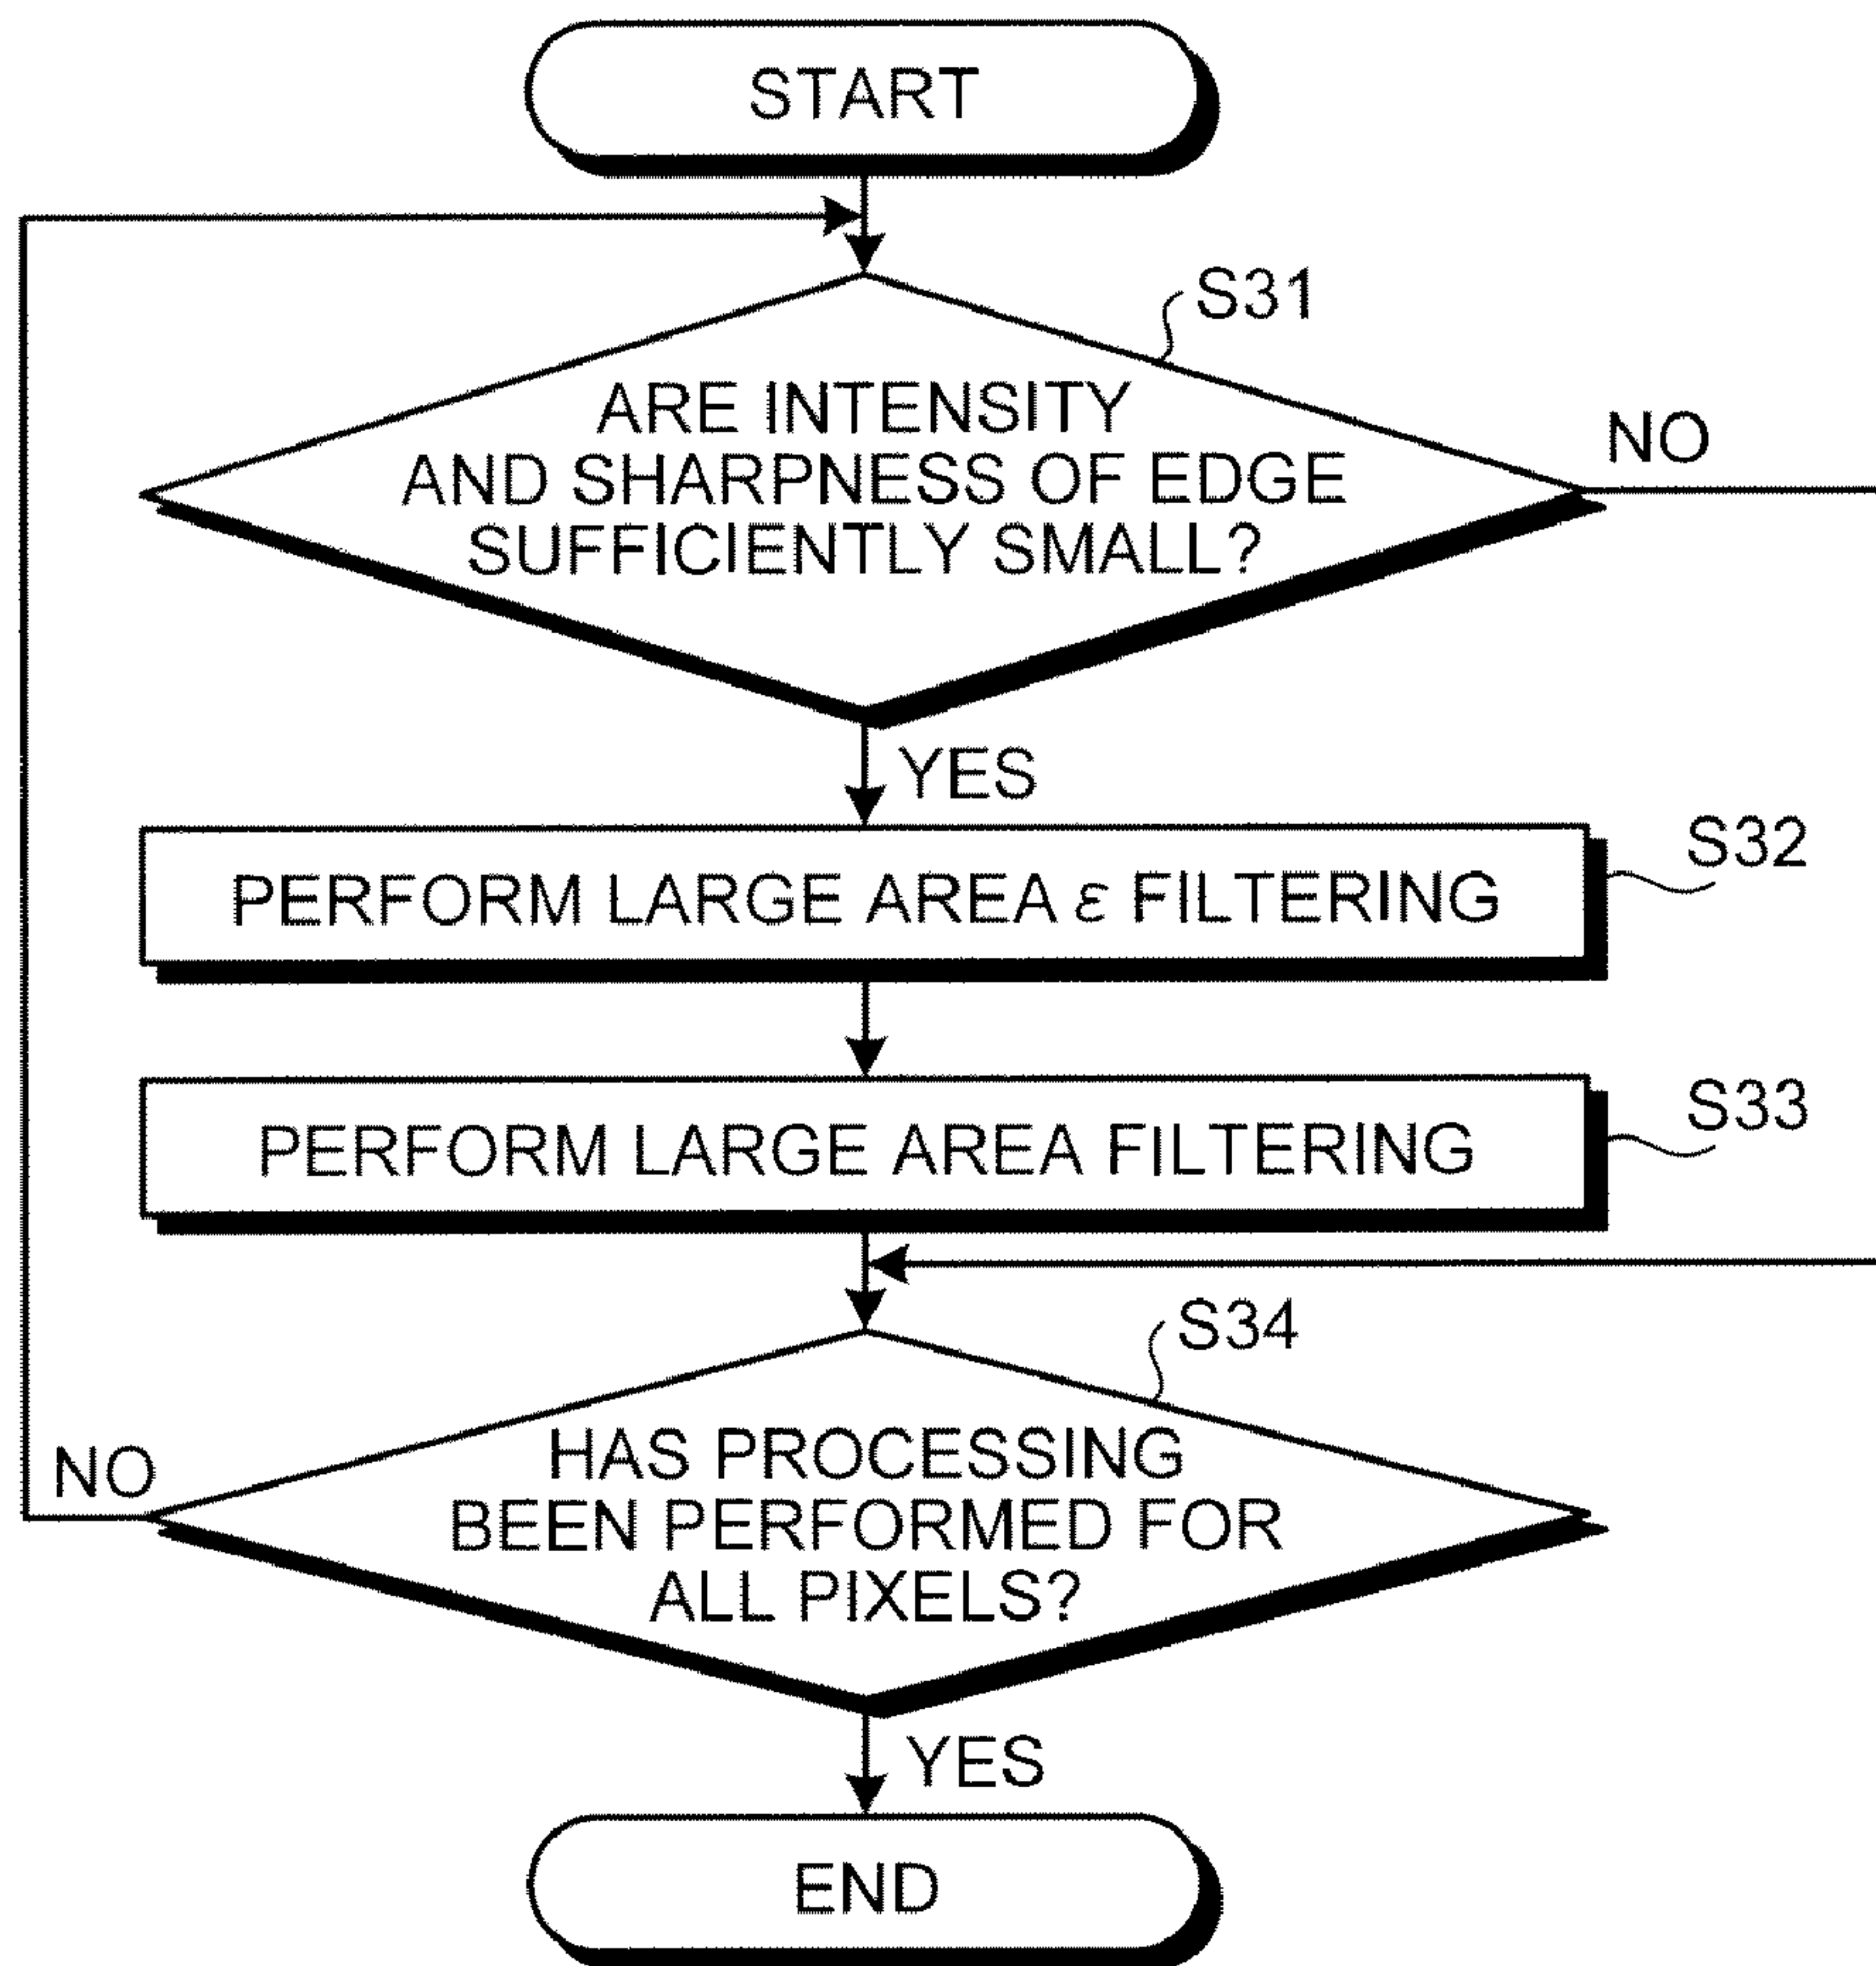 START
S31
ARE INTENSITY
AND SHARPNESS OF EDGE
SUFFICIENTLY SMALL?
NO
YES
S32
PERFORM LARGE AREA ε FILTERING
S33
PERFORM LARGE AREA FILTERING
S34
HAS PROCESSING
BEEN PERFORMED FOR
ALL PIXELS?
NO
YES
END